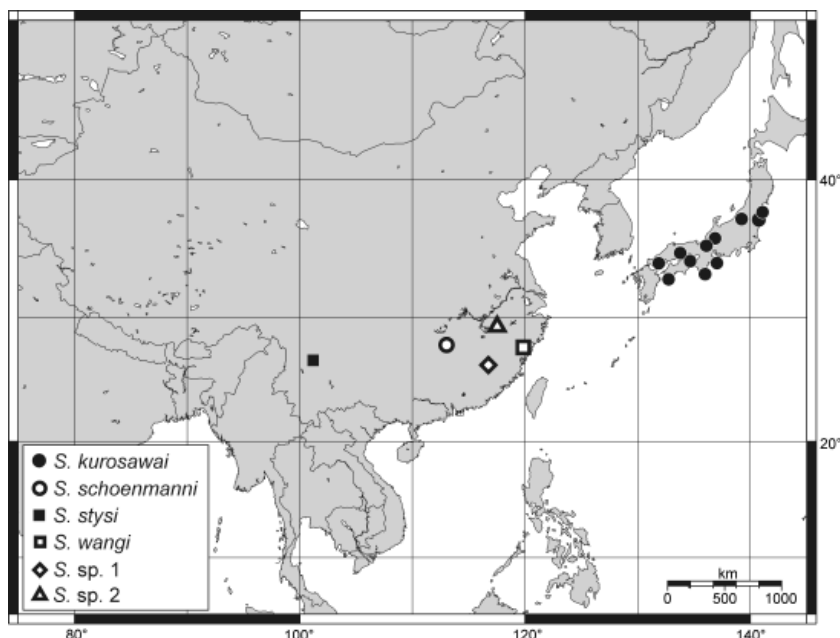 40°
20°
S. kurosawai
S. schoenmanni
S. stysi
S. wangi
S. sp. 1
S. sp. 2
km
0 500 1000
80° 100° 120° 140°